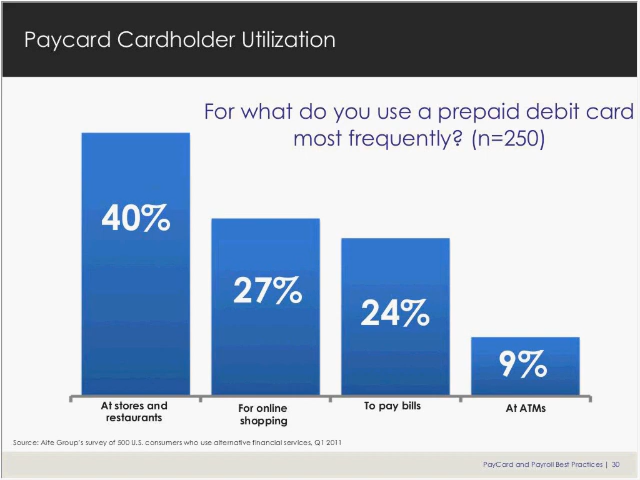 Paycard Cardholder Utilization
For what do you use a prepaid debit card
most frequently? (n=250)
40%
27%
24%
9%
At stores and
restaurants
For online
shopping
To pay bills
At ATMs
Source: Aite Group's survey of 500 U.S. consumers who use alternative financial services, Q1 2011
PayCard and Payroll Best Practices | 30